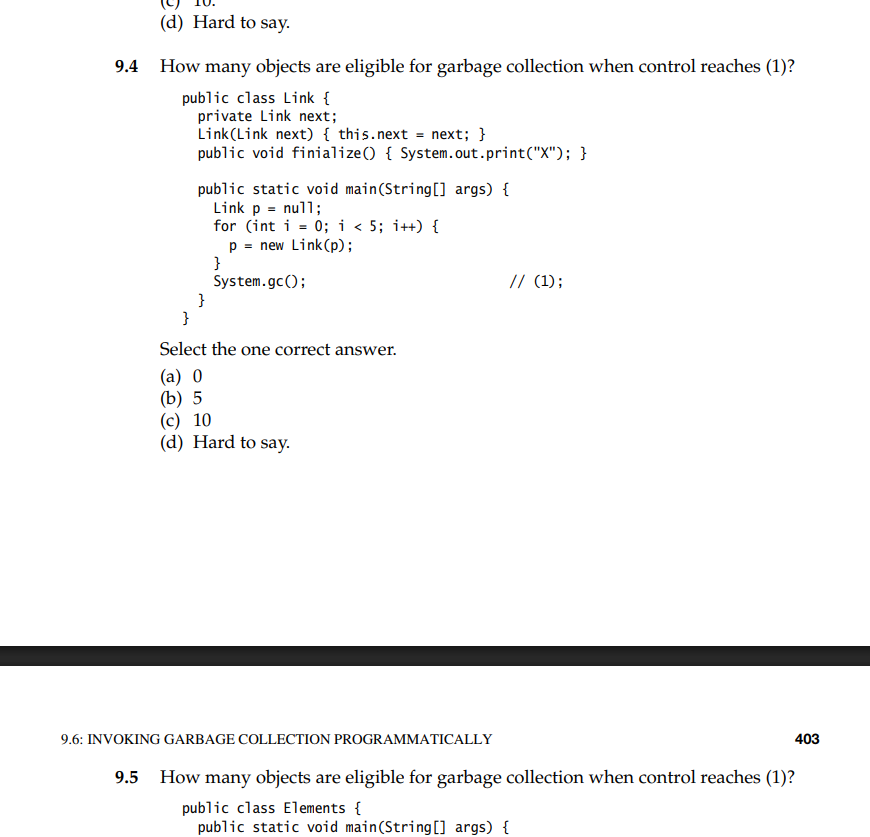 (c) 10.
(d) Hard to say.
9.4 How many objects are eligible for garbage collection when control reaches (1)?
public class Link {
private Link next;
Link(Link next) { this.next = next; }
public void finialize() { System.out.print("X"); }
public static void main(String[] args) {
Link p = null;
for (int i = 0; i < 5; i++) {
p = new Link(p);
}
System.gc(); // (1);
}
}
Select the one correct answer.
(a) 0
(b) 5
(c) 10
(d) Hard to say.
9.6: INVOKING GARBAGE COLLECTION PROGRAMMATICALLY 403
9.5 How many objects are eligible for garbage collection when control reaches (1)?
public class Elements {
public static void main(String[] args) {